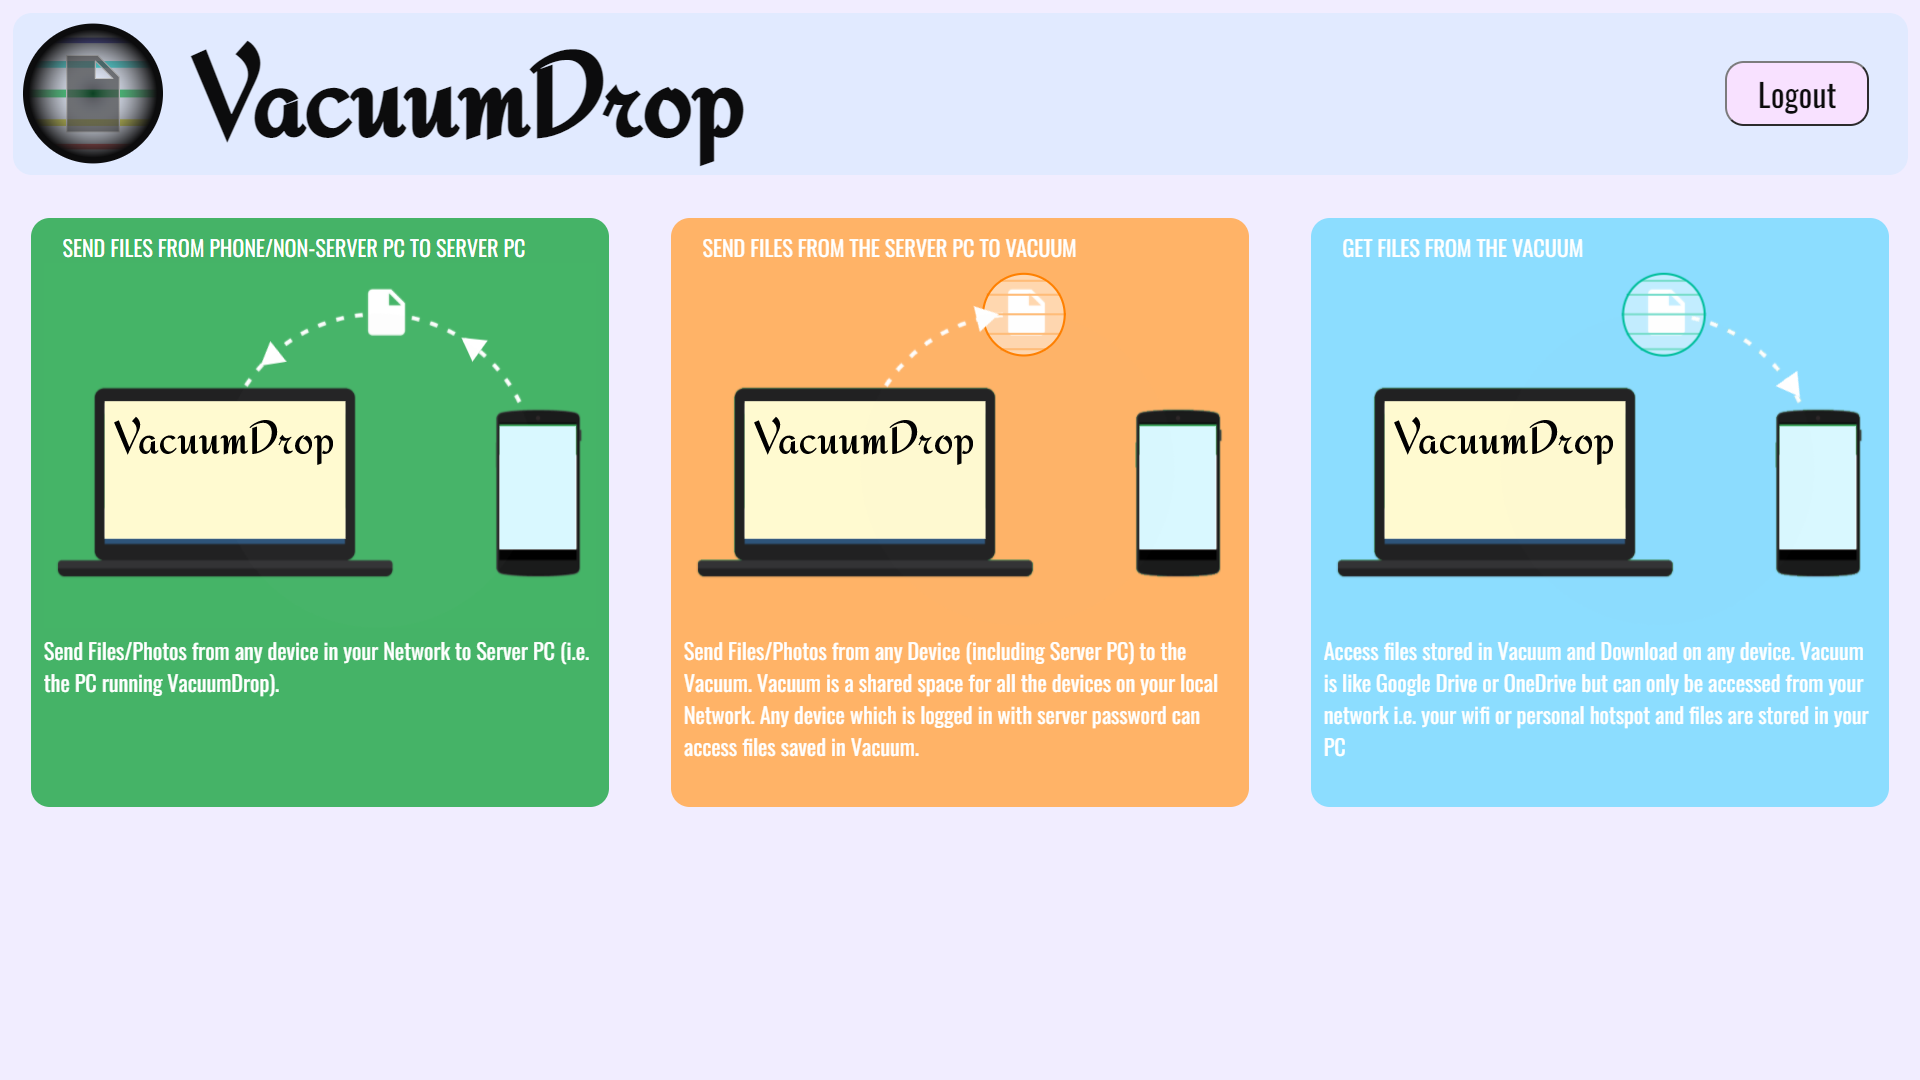 VacuumDrop
Logout
SEND FILES FROM PHONE/NON-SERVER PC TO SERVER PC
VacuumDrop
Send Files/Photos from any device in your Network to Server PC (i.e.
the PC running VacuumDrop).
SEND FILES FROM THE SERVER PC TO VACUUM
VacuumDrop
Send Files/Photos from any Device (including Server PC) to the
Vacuum. Vacuum is a shared space for all the devices on your local
Network. Any device which is logged in with server password can
access files saved in Vacuum.
GET FILES FROM THE VACUUM
VacuumDrop
Access files stored in Vacuum and Download on any device. Vacuum
is like Google Drive or OneDrive but can only be accessed from your
network i.e. your wifi or personal hotspot and files are stored in your
PC